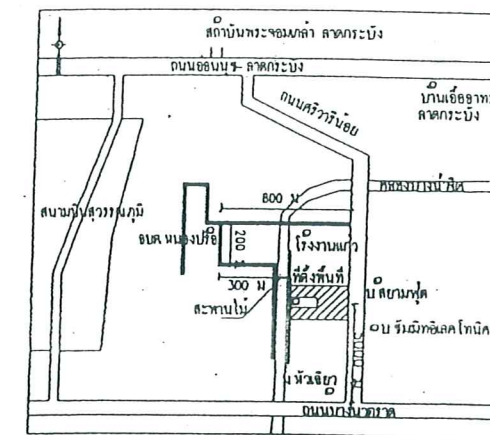 สถาบันพระจอมเกล้า ลาดกระบัง
ถนนอ่อนนุช - ลาดกระบัง
บ้านเอื้ออาทร
ลาดกระบัง
ถนนศรีวารีน้อย
800 ม
สนามบินสุวรรณภูมิ
อบต.หนองปรือ
200 ม
โรงงานแก้ว
ที่ตั้งพื้นที่
300 ม
สะพานไม้
บ สยามฟูด
บ ซัมมิทอิเลคโทนิค
ม หัวเฉียว
ถนนบางนาตราด